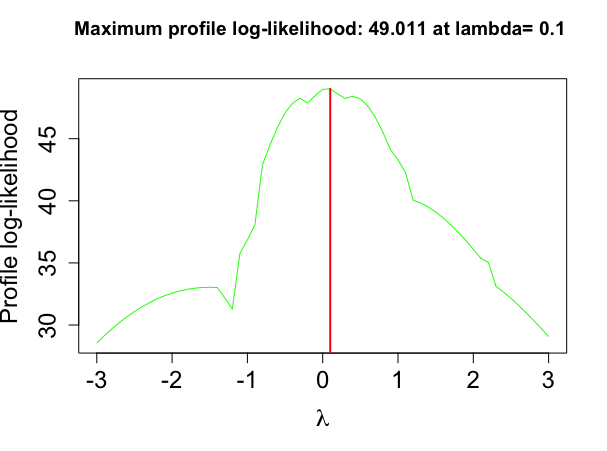 Maximum profile log-likelihood: 49.011 at lambda= 0.1
Profile log-likelihood
45
40
35
30
-3 -2 -1 0 1 2 3
λ